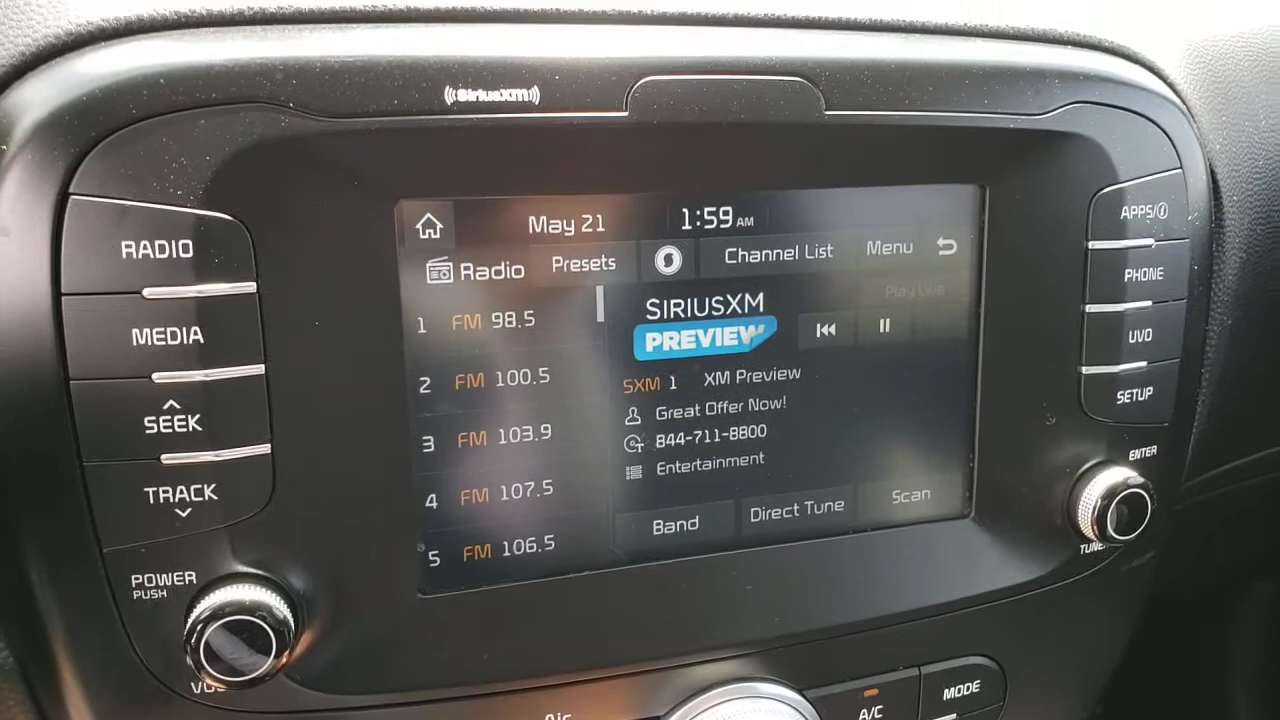 SiriusXM
RADIO
MEDIA
SEEK
TRACK
POWER
PUSH
May 21 1:59 AM
Radio Presets Channel List Menu
1 FM 98.5
2 FM 100.5
3 FM 103.9
4 FM 107.5
5 FM 106.5
Play Live
SIRIUSXM
PREVIEW
SXM 1 XM Preview
Great Offer Now!
844-711-8800
Entertainment
Band Direct Tune Scan
APPS/i
PHONE
UVO
SETUP
ENTER
TUNE
A/C
MODE